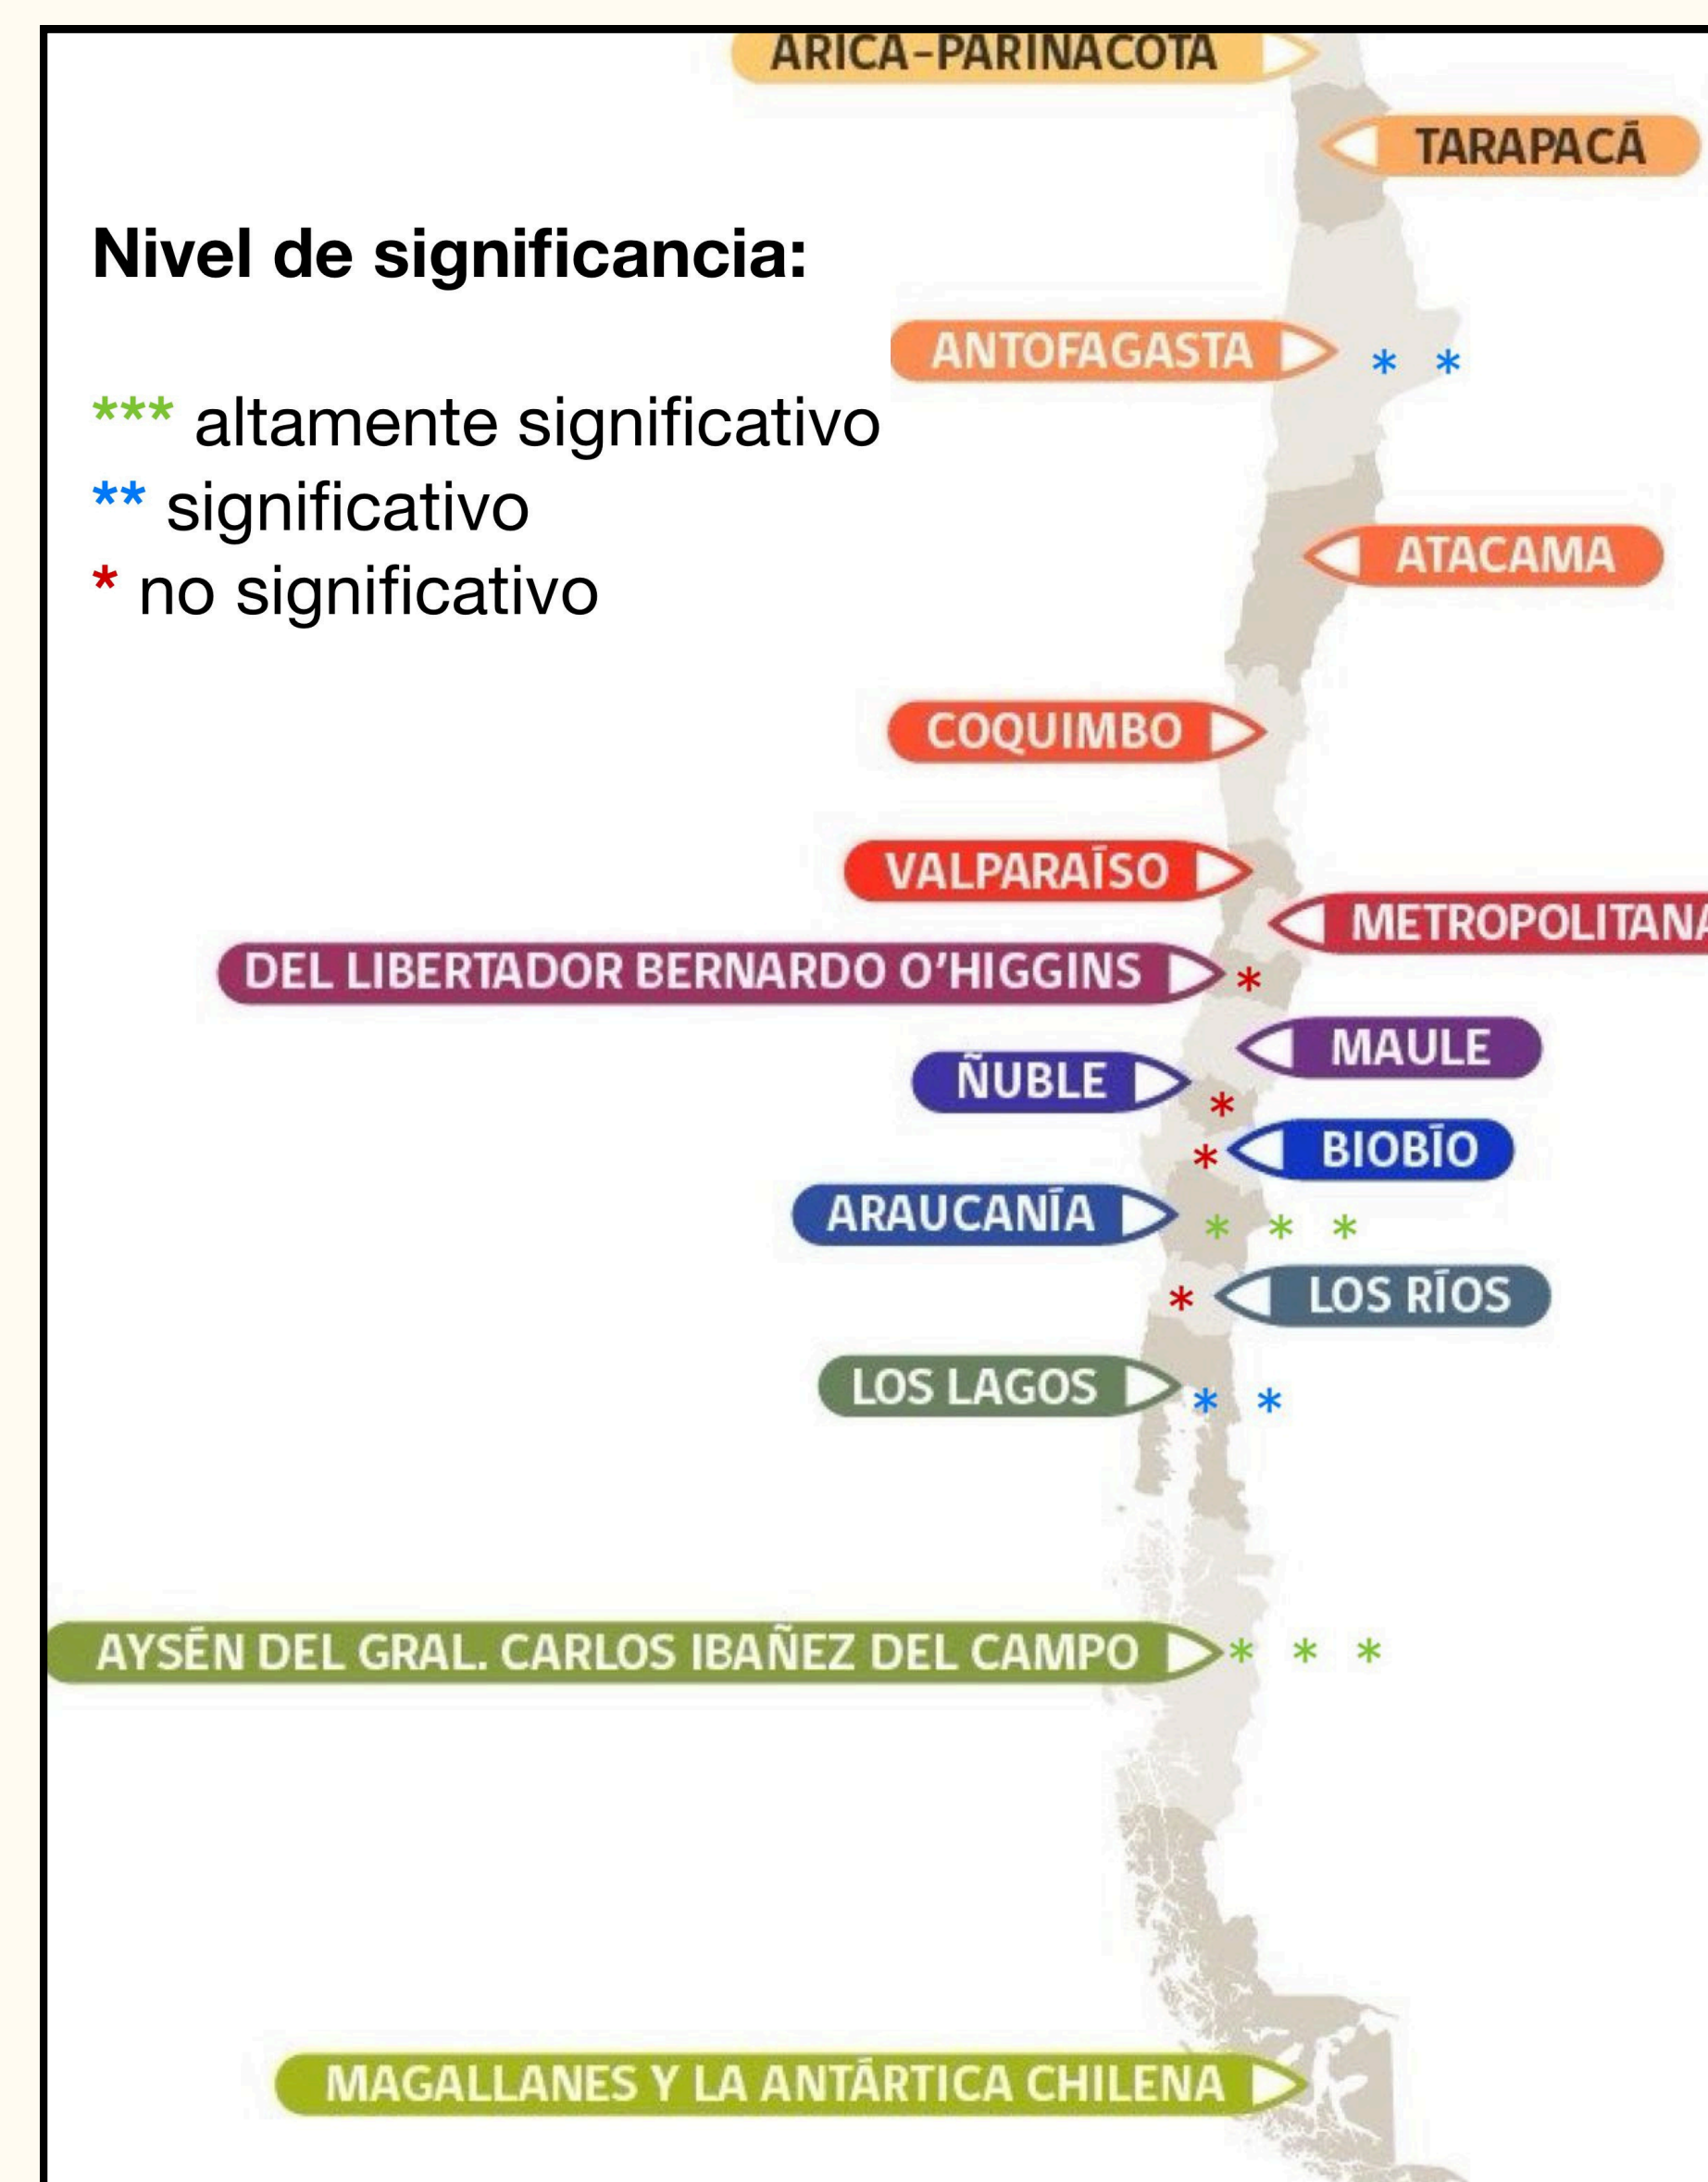 ARICA-PARINACOTA
TARAPACÁ
Nivel de significancia:
ANTOFAGASTA * *
*** altamente significativo
** significativo
* no significativo
ATACAMA
COQUIMBO
VALPARAÍSO
METROPOLITANA
DEL LIBERTADOR BERNARDO O'HIGGINS *
MAULE
ÑUBLE *
* BIOBÍO
ARAUCANÍA * * *
* LOS RÍOS
LOS LAGOS * *
AYSÉN DEL GRAL. CARLOS IBAÑEZ DEL CAMPO * * *
MAGALLANES Y LA ANTÁRTICA CHILENA